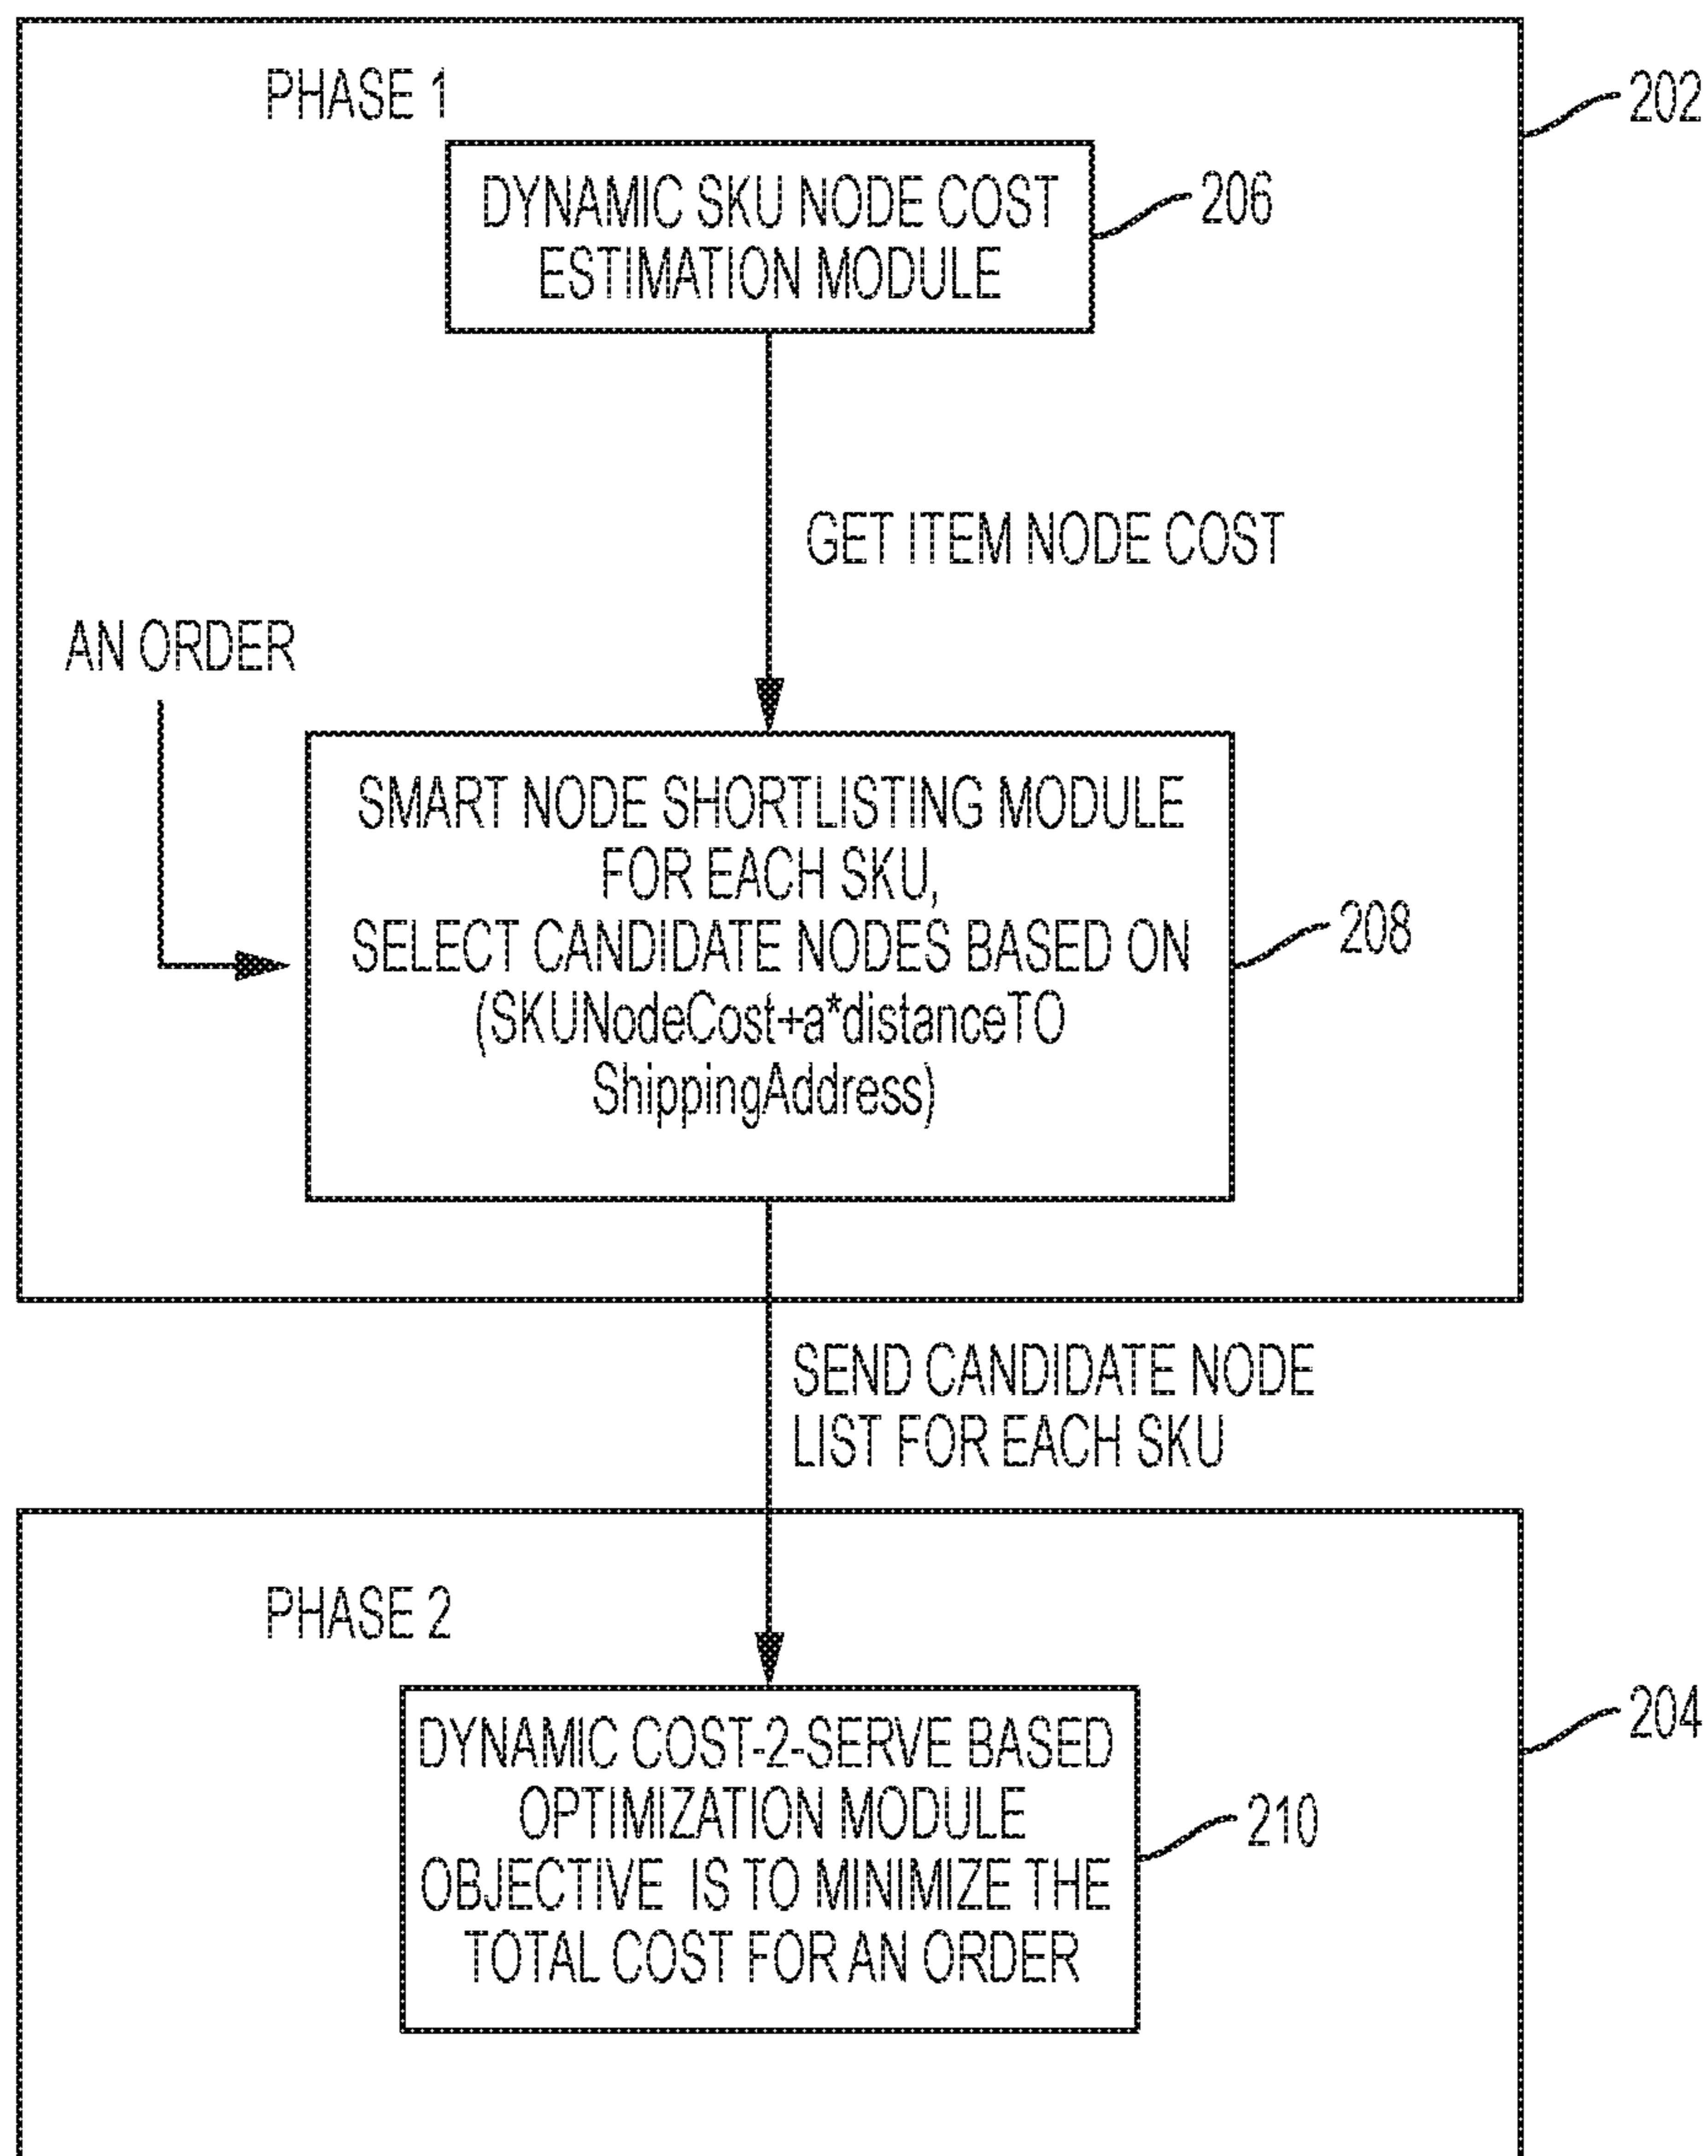 PHASE 1
202
DYNAMIC SKU NODE COST
ESTIMATION MODULE
206
GET ITEM NODE COST
AN ORDER
SMART NODE SHORTLISTING MODULE
FOR EACH SKU,
SELECT CANDIDATE NODES BASED ON
(SKUNodeCost+a*distanceTO
ShippingAddress)
208
SEND CANDIDATE NODE
LIST FOR EACH SKU
PHASE 2
204
DYNAMIC COST-2-SERVE BASED
OPTIMIZATION MODULE
OBJECTIVE IS TO MINIMIZE THE
TOTAL COST FOR AN ORDER
210